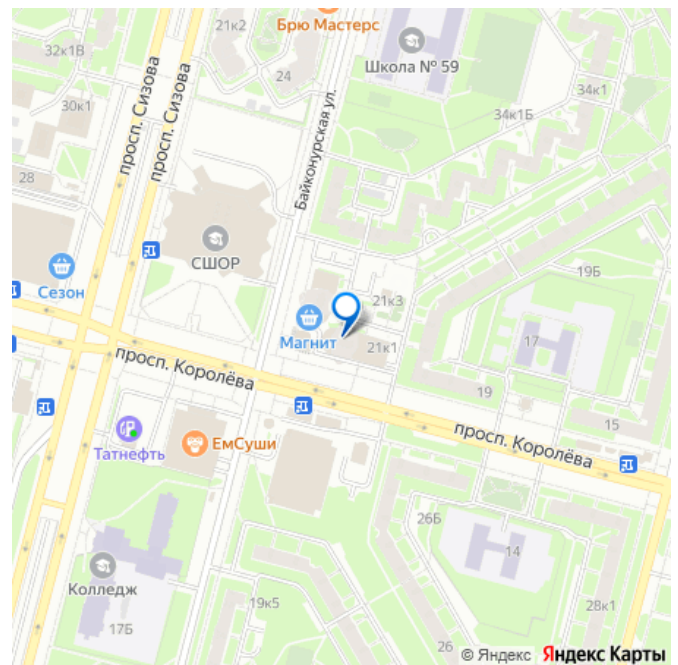 21к2
Брю Мастерс
32к1В
24
Школа № 59
34к1
30к1
просп. Сизова
просп. Сизова
Байконурская ул.
34к1Б
28
СШОР
19Б
Сезон
21к3
Магнит
21к1
17
просп. Королёва
19
15
просп. Королёва
Татнефть
ЕмСуши
26Б
14
Колледж
19к5
28к1
17Б
26
© Яндекс Яндекс Карты